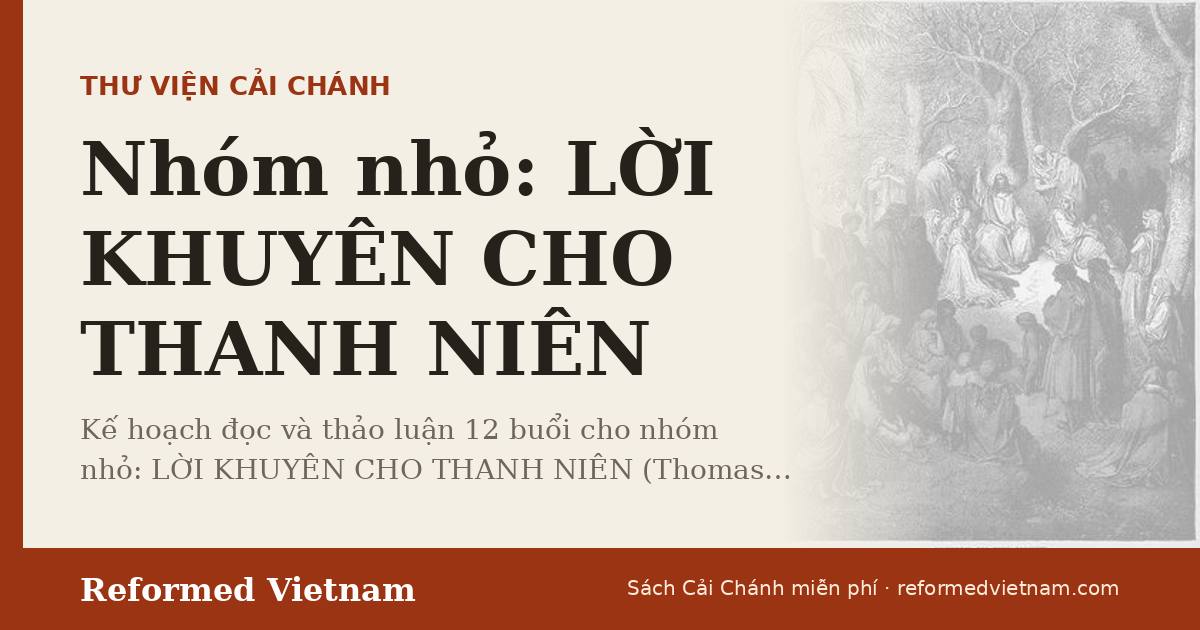 THƯ VIỆN CẢI CHÁNH
Nhóm nhỏ: LỜI
KHUYÊN CHO
THANH NIÊN
Kế hoạch đọc và thảo luận 12 buổi cho nhóm
nhỏ: LỜI KHUYÊN CHO THANH NIÊN (Thomas...
Reformed Vietnam
Sách Cải Chánh miễn phí · reformedvietnam.com